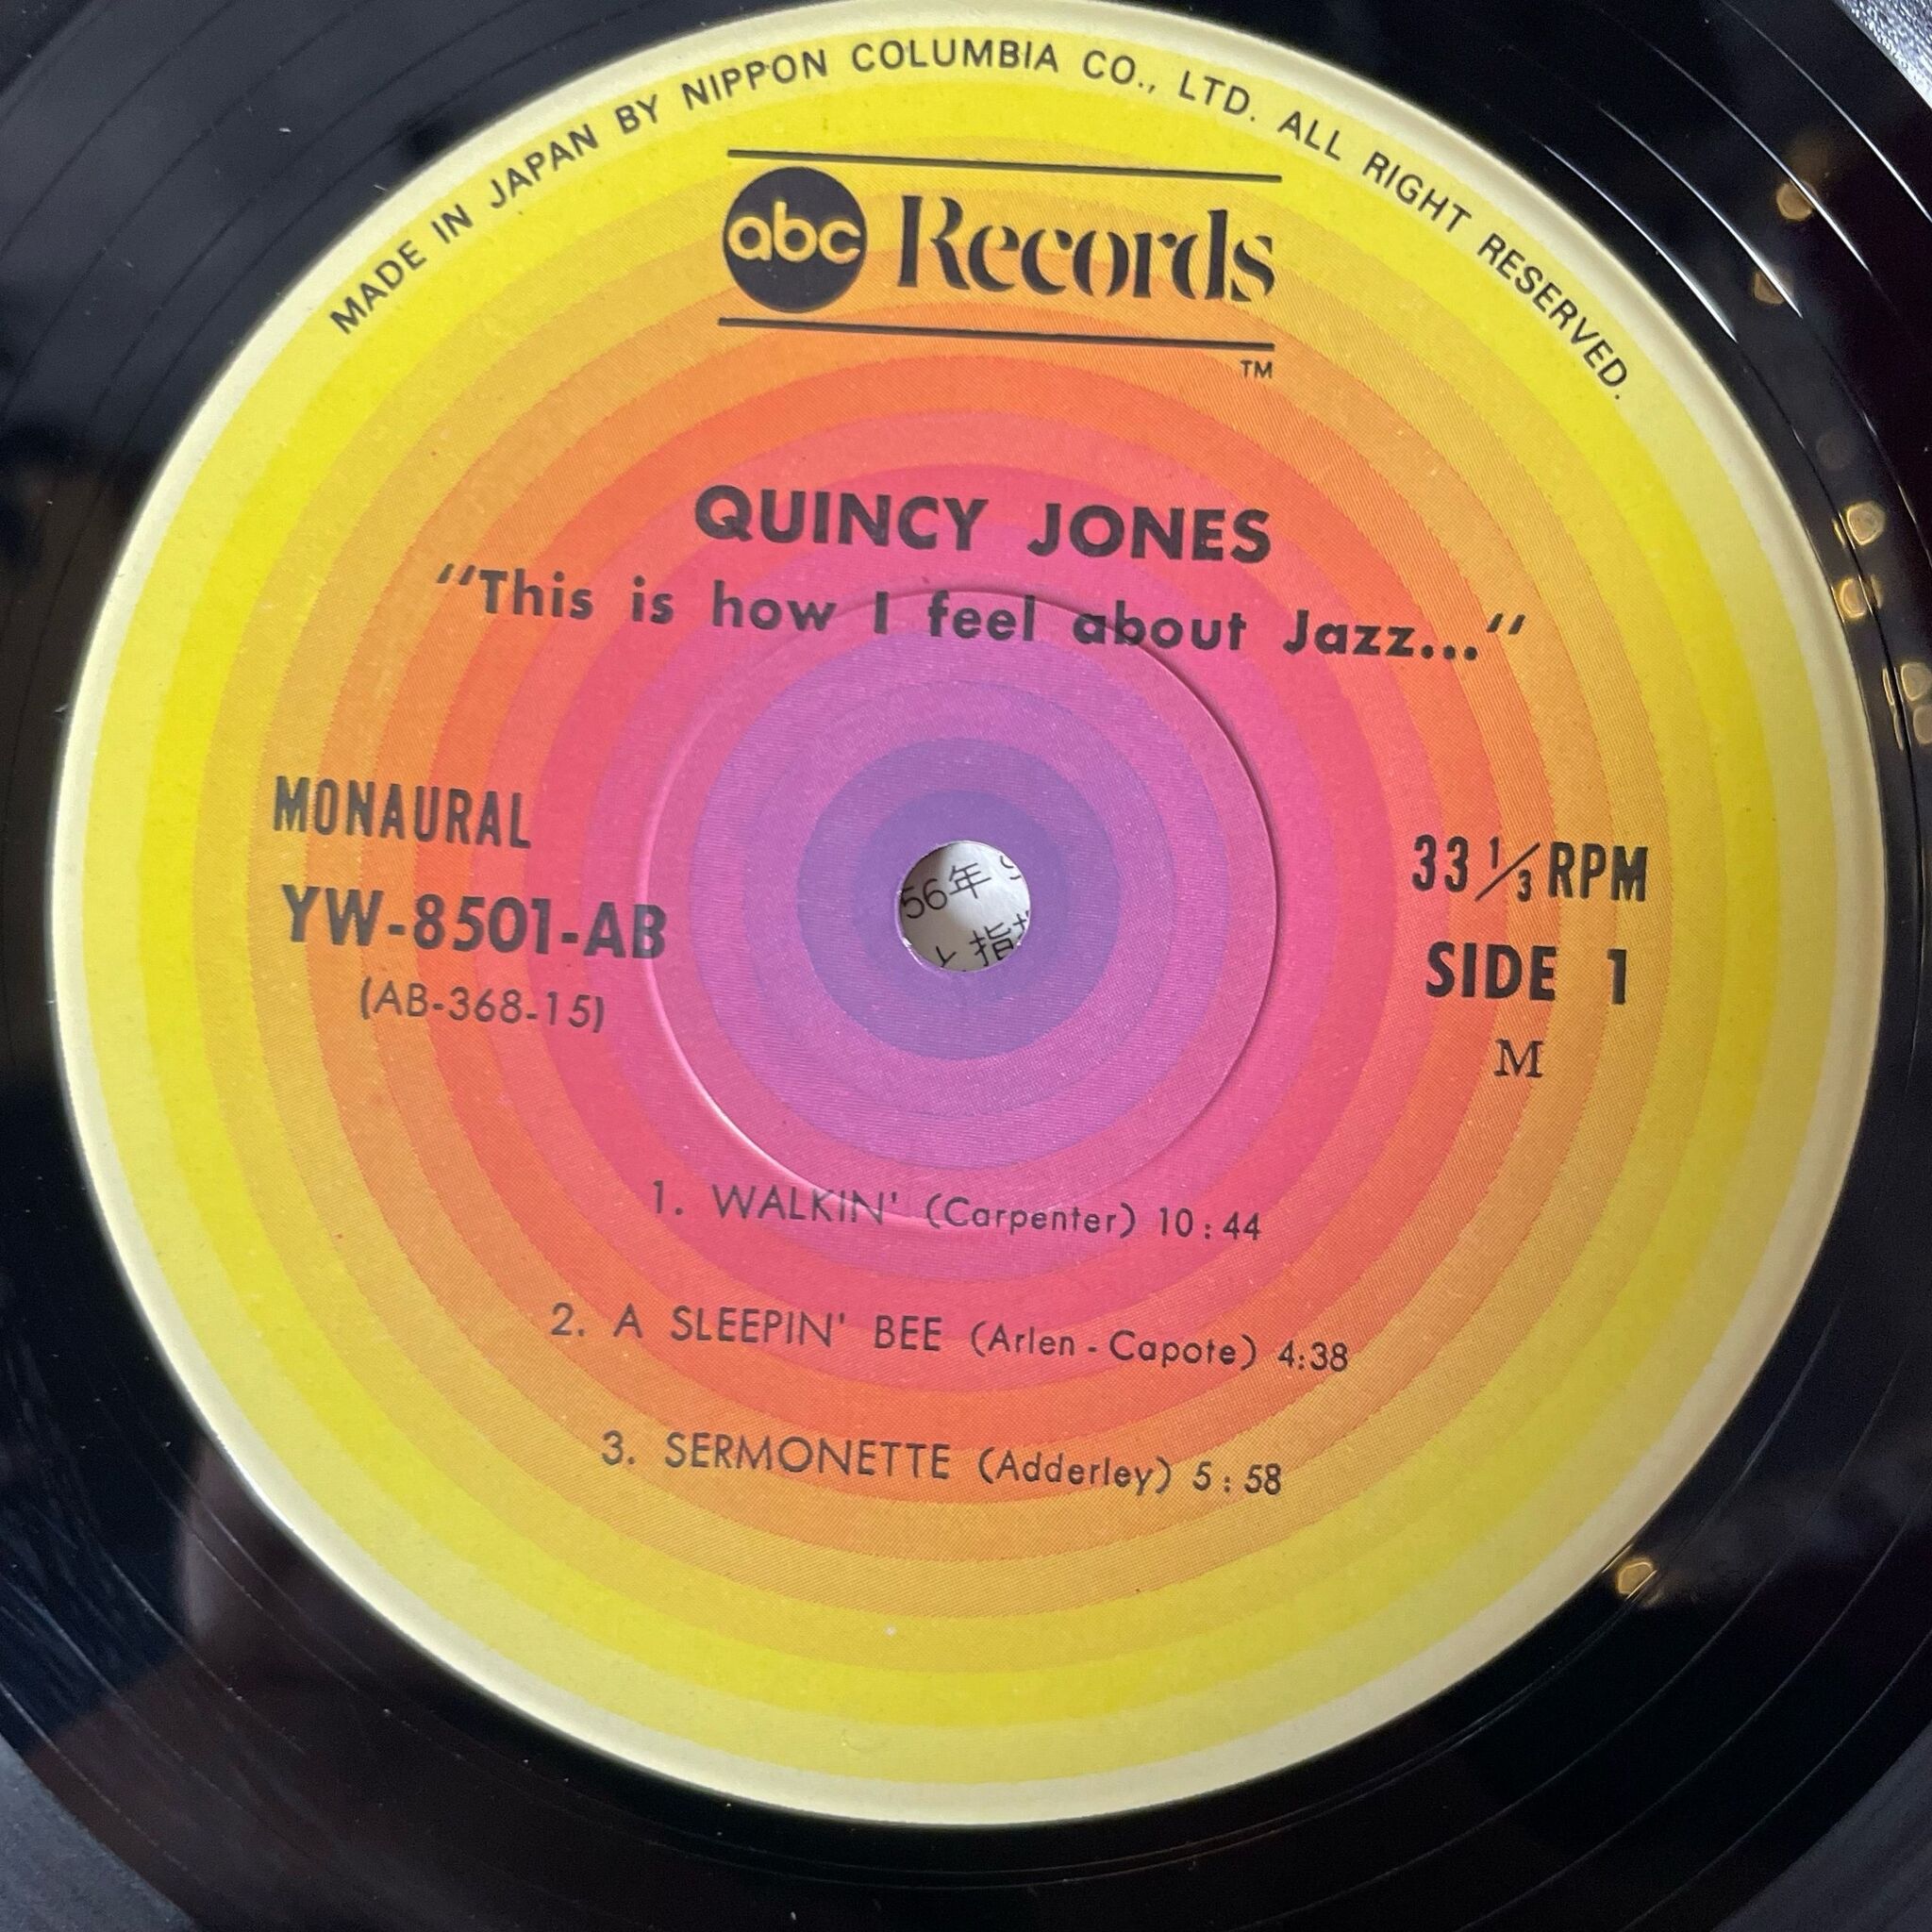 MADE IN JAPAN BY NIPPON COLUMBIA CO., LTD. ALL RIGHT RESERVED.
abc Records
TM
QUINCY JONES
"This is how I feel about Jazz..."
MONAURAL
YW-8501-AB
(AB-368-15)
56年
指
33 1/3 RPM
SIDE 1
M
1. WALKIN' (Carpenter) 10:44
2. A SLEEPIN' BEE (Arlen - Capote) 4:38
3. SERMONETTE (Adderley) 5:58